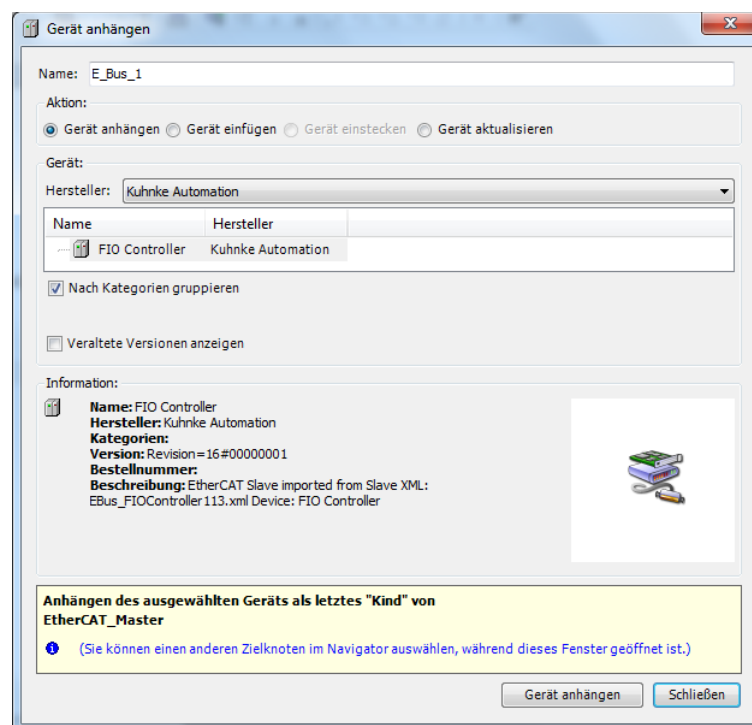 Gerät anhängen
Name: E_Bus_1
Aktion:
Gerät anhängen Gerät einfügen Gerät einstecken Gerät aktualisieren
Gerät:
Hersteller: Kuhnke Automation
Name Hersteller
FIO Controller Kuhnke Automation
Nach Kategorien gruppieren
Veraltete Versionen anzeigen
Information:
Name: FIO Controller
Hersteller: Kuhnke Automation
Kategorien:
Version: Revision=16#00000001
Bestellnummer:
Beschreibung: EtherCAT Slave imported from Slave XML:
EBus_FIOController113.xml Device: FIO Controller
Anhängen des ausgewählten Geräts als letztes "Kind" von
EtherCAT_Master
(Sie können einen anderen Zielknoten im Navigator auswählen, während dieses Fenster geöffnet ist.)
Gerät anhängen Schließen